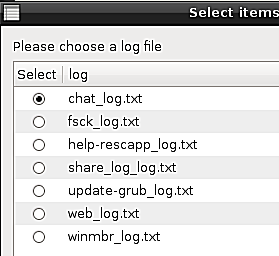 Select items
Please choose a log file
Select log
chat_log.txt
fsck_log.txt
help-rescapp_log.txt
share_log_log.txt
update-grub_log.txt
web_log.txt
winmbr_log.txt